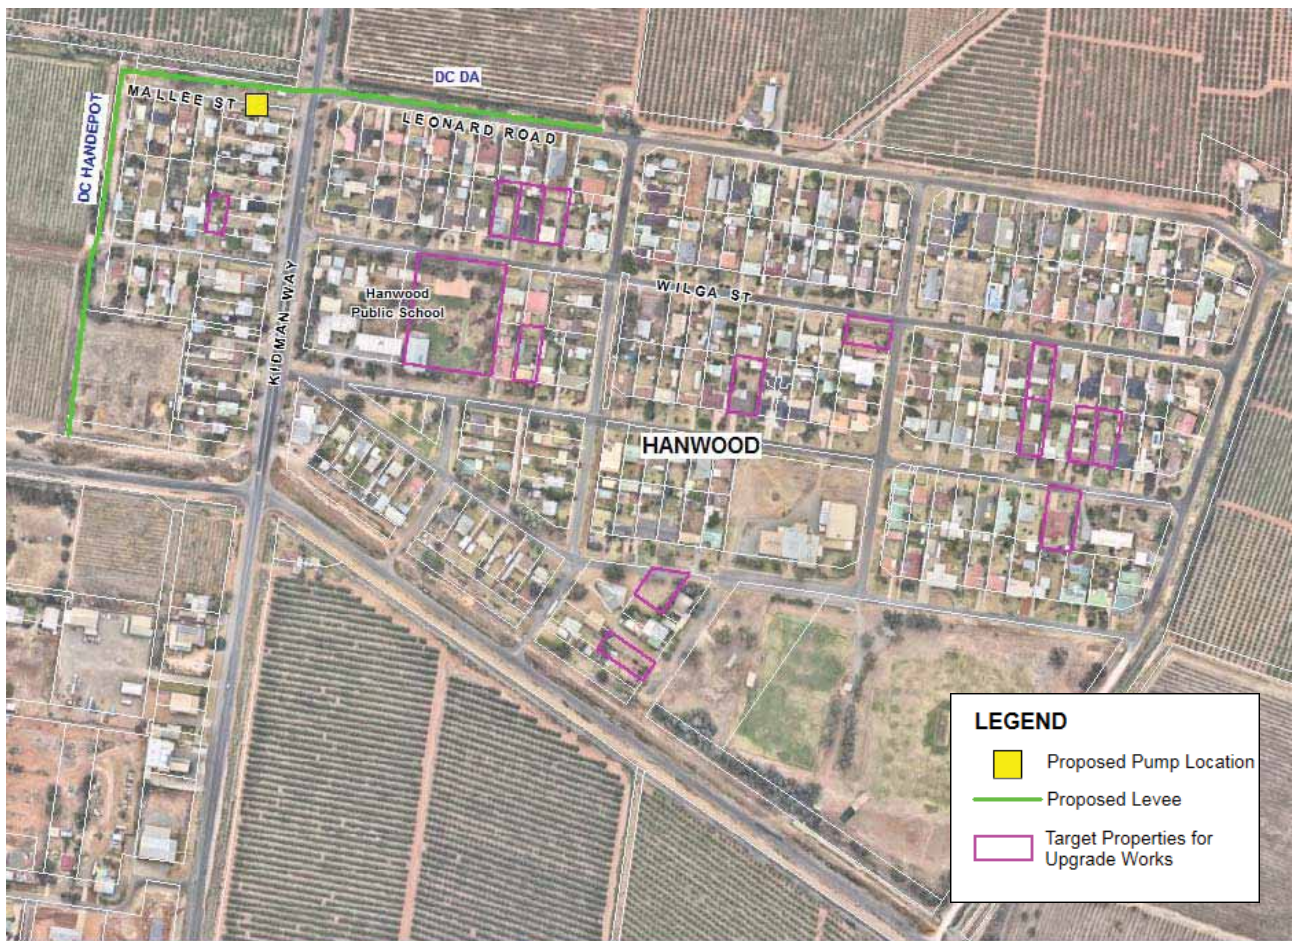 DC DA
MALLEE ST
LEONARD ROAD
DC HANDEPOT
KIDMAN WAY
WILGA ST
Hanwood
Public School
HANWOOD
LEGEND
Proposed Pump Location
Proposed Levee
Target Properties for
Upgrade Works